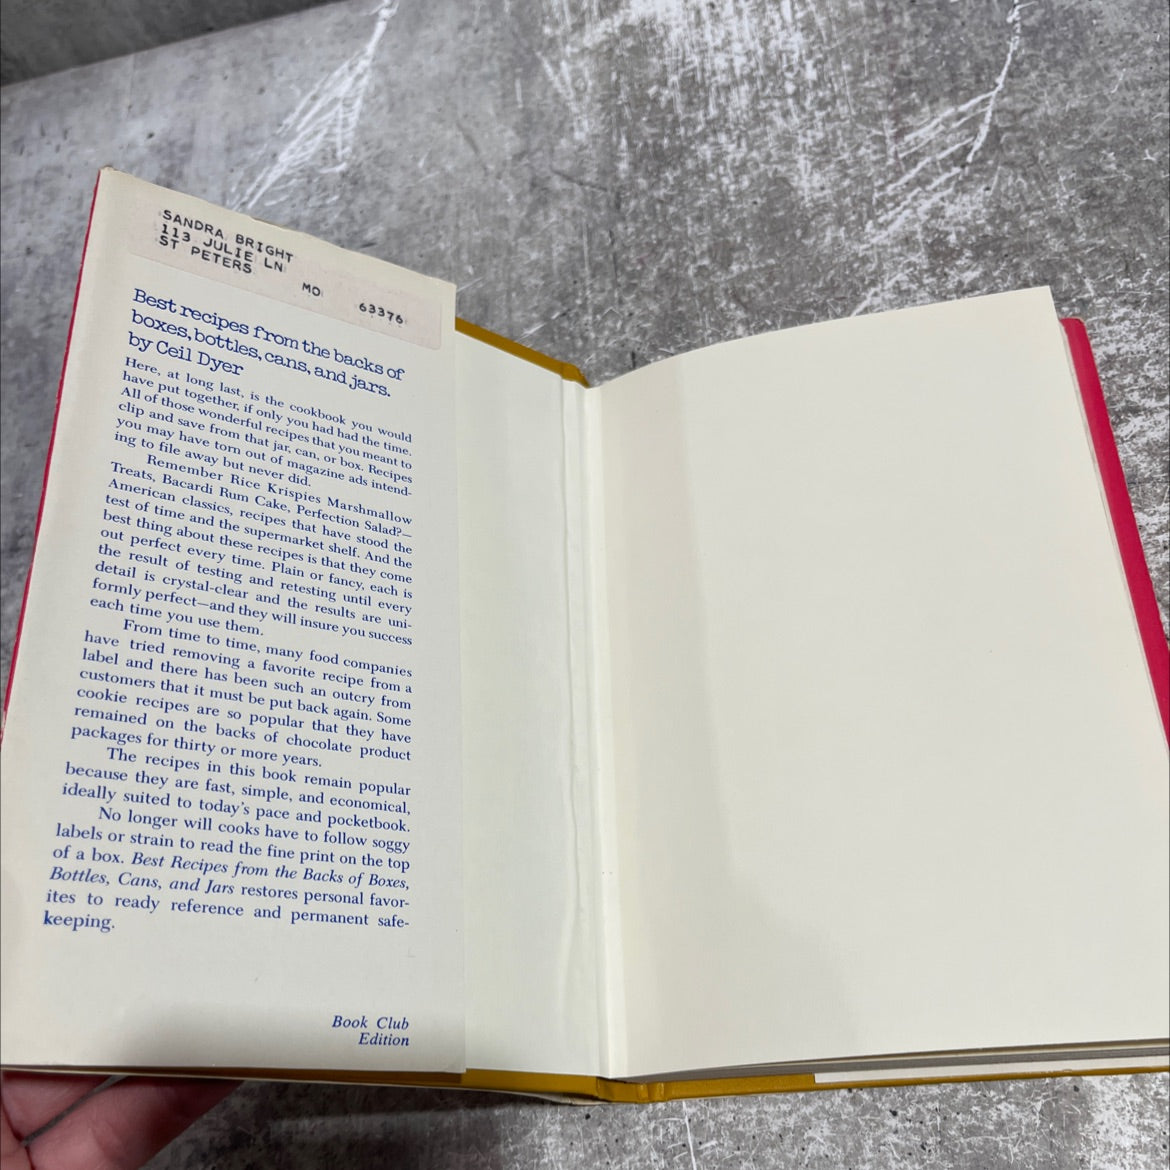 SANDRA BRIGHT
113 JULIE LN
ST PETERS
MO 63376
Best recipes from the backs of
boxes, bottles, cans, and jars.
by Ceil Dyer
Here, at long last, is the cookbook you would
have put together, if only you had had the time.
All of those wonderful recipes that you meant to
clip and save from that jar, can, or box. Recipes
you may have torn out of magazine ads intend-
ing to file away but never did.
Remember Rice Krispies Marshmallow
Treats, Bacardi Rum Cake, Perfection Salad?—
American classics, recipes that have stood the
test of time and the supermarket shelf. And the
best thing about these recipes is that they come
out perfect every time. Plain or fancy, each is
the result of testing and retesting until every
detail is crystal-clear and the results are uni-
formly perfect—and they will insure you success
each time you use them.
From time to time, many food companies
have tried removing a favorite recipe from a
label and there has been such an outcry from
customers that it must be put back again. Some
cookie recipes are so popular that they have
remained on the backs of chocolate product
packages for thirty or more years.
The recipes in this book remain popular
because they are fast, simple, and economical,
ideally suited to today's pace and pocketbook.
No longer will cooks have to follow soggy
labels or strain to read the fine print on the top
of a box. Best Recipes from the Backs of Boxes,
Bottles, Cans, and Jars restores personal favor-
ites to ready reference and permanent safe-
keeping.
Book Club
Edition